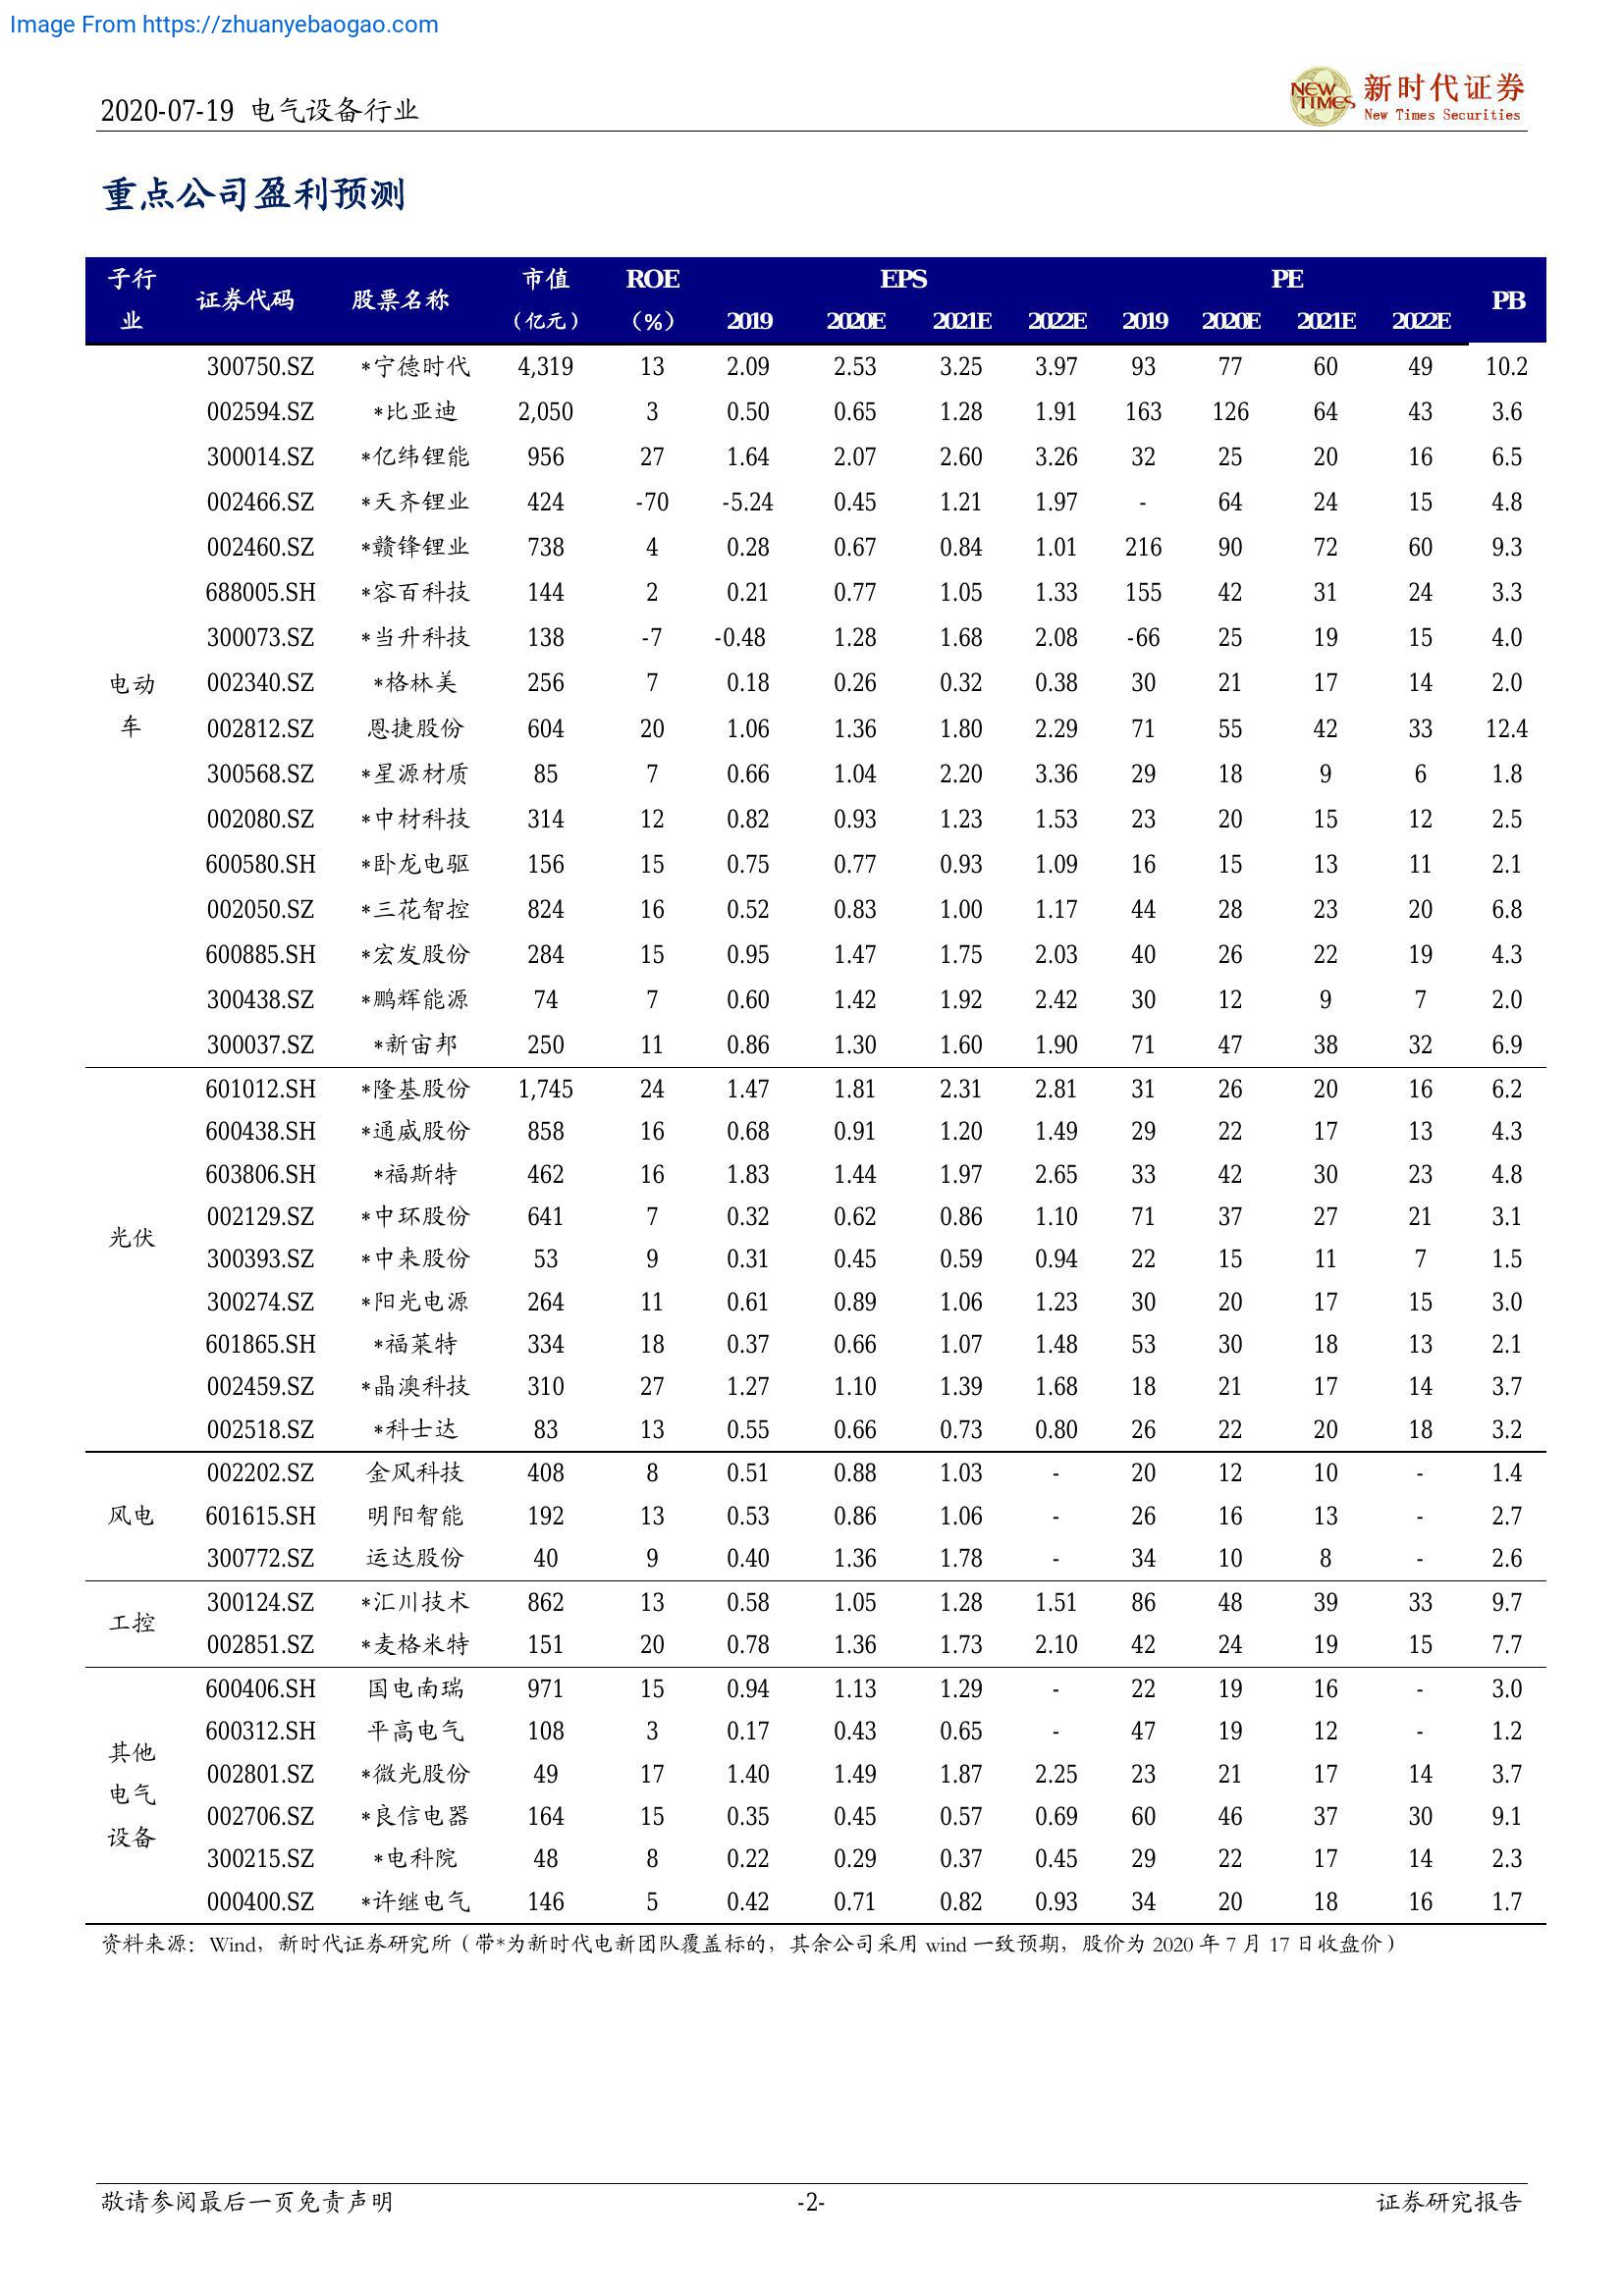 Image From https://zhuanyebaogao.com
2020-07-19 电气设备行业
NEW TIMES 新时代证券
New Times Securities
重点公司盈利预测
子行业 证券代码 股票名称 市值（亿元） ROE（%） EPS PE PB
2019 2020E 2021E 2022E 2019 2020E 2021E 2022E
电动车
300750.SZ *宁德时代 4,319 13 2.09 2.53 3.25 3.97 93 77 60 49 10.2
002594.SZ *比亚迪 2,050 3 0.50 0.65 1.28 1.91 163 126 64 43 3.6
300014.SZ *亿纬锂能 956 27 1.64 2.07 2.60 3.26 32 25 20 16 6.5
002466.SZ *天齐锂业 424 -70 -5.24 0.45 1.21 1.97 - 64 24 15 4.8
002460.SZ *赣锋锂业 738 4 0.28 0.67 0.84 1.01 216 90 72 60 9.3
688005.SH *容百科技 144 2 0.21 0.77 1.05 1.33 155 42 31 24 3.3
300073.SZ *当升科技 138 -7 -0.48 1.28 1.68 2.08 -66 25 19 15 4.0
002340.SZ *格林美 256 7 0.18 0.26 0.32 0.38 30 21 17 14 2.0
002812.SZ 恩捷股份 604 20 1.06 1.36 1.80 2.29 71 55 42 33 12.4
300568.SZ *星源材质 85 7 0.66 1.04 2.20 3.36 29 18 9 6 1.8
002080.SZ *中材科技 314 12 0.82 0.93 1.23 1.53 23 20 15 12 2.5
600580.SH *卧龙电驱 156 15 0.75 0.77 0.93 1.09 16 15 13 11 2.1
002050.SZ *三花智控 824 16 0.52 0.83 1.00 1.17 44 28 23 20 6.8
600885.SH *宏发股份 284 15 0.95 1.47 1.75 2.03 40 26 22 19 4.3
300438.SZ *鹏辉能源 74 7 0.60 1.42 1.92 2.42 30 12 9 7 2.0
300037.SZ *新宙邦 250 11 0.86 1.30 1.60 1.90 71 47 38 32 6.9
光伏
601012.SH *隆基股份 1,745 24 1.47 1.81 2.31 2.81 31 26 20 16 6.2
600438.SH *通威股份 858 16 0.68 0.91 1.20 1.49 29 22 17 13 4.3
603806.SH *福斯特 462 16 1.83 1.44 1.97 2.65 33 42 30 23 4.8
002129.SZ *中环股份 641 7 0.32 0.62 0.86 1.10 71 37 27 21 3.1
300393.SZ *中来股份 53 9 0.31 0.45 0.59 0.94 22 15 11 7 1.5
300274.SZ *阳光电源 264 11 0.61 0.89 1.06 1.23 30 20 17 15 3.0
601865.SH *福莱特 334 18 0.37 0.66 1.07 1.48 53 30 18 13 2.1
002459.SZ *晶澳科技 310 27 1.27 1.10 1.39 1.68 18 21 17 14 3.7
002518.SZ *科士达 83 13 0.55 0.66 0.73 0.80 26 22 20 18 3.2
风电
002202.SZ 金风科技 408 8 0.51 0.88 1.03 - 20 12 10 - 1.4
601615.SH 明阳智能 192 13 0.53 0.86 1.06 - 26 16 13 - 2.7
300772.SZ 运达股份 40 9 0.40 1.36 1.78 - 34 10 8 - 2.6
工控
300124.SZ *汇川技术 862 13 0.58 1.05 1.28 1.51 86 48 39 33 9.7
002851.SZ *麦格米特 151 20 0.78 1.36 1.73 2.10 42 24 19 15 7.7
其他电气设备
600406.SH 国电南瑞 971 15 0.94 1.13 1.29 - 22 19 16 - 3.0
600312.SH 平高电气 108 3 0.17 0.43 0.65 - 47 19 12 - 1.2
002801.SZ *微光股份 49 17 1.40 1.49 1.87 2.25 23 21 17 14 3.7
002706.SZ *良信电器 164 15 0.35 0.45 0.57 0.69 60 46 37 30 9.1
300215.SZ *电科院 48 8 0.22 0.29 0.37 0.45 29 22 17 14 2.3
000400.SZ *许继电气 146 5 0.42 0.71 0.82 0.93 34 20 18 16 1.7
资料来源：Wind，新时代证券研究所（带*为新时代电新团队覆盖标的，其余公司采用 wind 一致预期，股价为 2020 年 7 月 17 日收盘价）
敬请参阅最后一页免责声明 -2- 证券研究报告